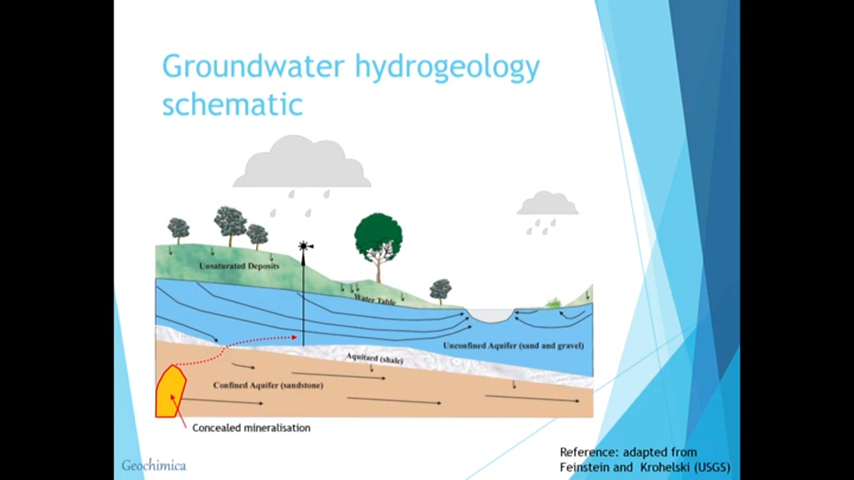 Groundwater hydrogeology
schematic
Unsaturated Deposits
Water Table
Unconfined Aquifer (sand and gravel)
Aquitard (shale)
Confined Aquifer (sandstone)
Concealed mineralisation
Geochimica
Reference: adapted from
Feinstein and Krohelski (USGS)